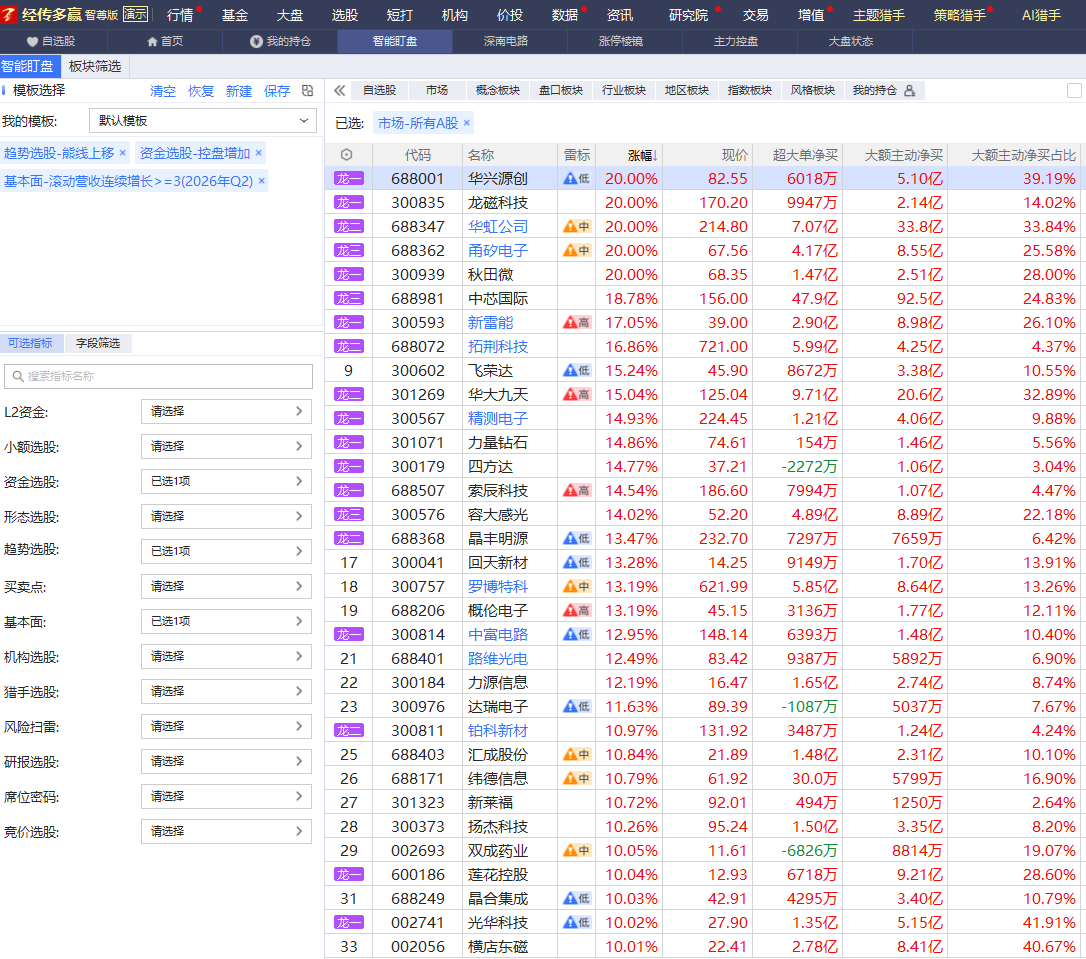 经传多赢 智尊版 演示 行情 基金 大盘 选股 短打 机构 价投 数据 资讯 研究院 交易 增值 主题猎手 策略猎手 AI猎手
自选股 首页 我的持仓 智能盯盘 深南电路 涨停棱镜 主力控盘 大盘状态
智能盯盘 板块筛选
模板选择 清空 恢复 新建 保存
自选股 市场 概念板块 盘口板块 行业板块 地区板块 指数板块 风格板块 我的持仓
我的模板: 默认模板
已选: 市场-所有A股 ×
趋势选股-能线上移 × 资金选股-控盘增加 ×
基本面-滚动营收连续增长>=3(2026年Q2) ×
可选指标 字段筛选
搜索指标名称
L2资金: 请选择
小额选股: 请选择
资金选股: 已选1项
形态选股: 请选择
趋势选股: 已选1项
买卖点: 请选择
基本面: 已选1项
机构选股: 请选择
猎手选股: 请选择
风险扫雷: 请选择
研报选股: 请选择
席位密码: 请选择
竞价选股: 请选择
代码 名称 雷标 涨幅↓ 现价 超大单净买 大额主动净买 大额主动净买占比
龙一 688001 华兴源创 低 20.00% 82.55 6018万 5.10亿 39.19%
龙一 300835 龙磁科技 20.00% 170.20 9947万 2.14亿 14.02%
龙二 688347 华虹公司 中 20.00% 214.80 7.07亿 33.8亿 33.84%
龙三 688362 甬矽电子 中 20.00% 67.56 4.17亿 8.55亿 25.58%
龙一 300939 秋田微 20.00% 68.35 1.47亿 2.51亿 28.00%
龙三 688981 中芯国际 18.78% 156.00 47.9亿 92.5亿 24.83%
龙一 300593 新雷能 高 17.05% 39.00 2.90亿 8.98亿 26.10%
龙二 688072 拓荆科技 16.86% 721.00 5.99亿 4.25亿 4.37%
9 300602 飞荣达 低 15.24% 45.90 8672万 3.38亿 10.55%
龙二 301269 华大九天 高 15.04% 125.04 9.71亿 20.6亿 32.89%
龙一 300567 精测电子 14.93% 224.45 1.21亿 4.06亿 9.88%
龙一 301071 力量钻石 14.86% 74.61 154万 1.46亿 5.56%
龙一 300179 四方达 14.77% 37.21 -2272万 1.06亿 3.04%
龙一 688507 索辰科技 高 14.54% 186.60 7994万 1.07亿 4.47%
龙三 300576 容大感光 14.02% 52.20 4.89亿 8.89亿 22.18%
龙二 688368 晶丰明源 低 13.47% 232.70 7297万 7659万 6.42%
17 300041 回天新材 低 13.28% 14.25 9149万 1.70亿 13.91%
18 300757 罗博特科 中 13.19% 621.99 5.85亿 8.64亿 13.26%
19 688206 概伦电子 高 13.19% 45.15 3136万 1.77亿 12.11%
龙一 300814 中富电路 低 12.95% 148.14 6393万 1.48亿 10.40%
21 688401 路维光电 12.49% 83.42 9387万 5892万 6.90%
22 300184 力源信息 12.19% 16.47 1.65亿 2.74亿 8.74%
23 300976 达瑞电子 低 11.63% 89.39 -1087万 5037万 7.67%
龙二 300811 铂科新材 10.97% 131.92 3487万 1.24亿 4.24%
25 688403 汇成股份 中 10.84% 21.89 1.48亿 2.31亿 10.10%
26 688171 纬德信息 中 10.79% 61.92 30.0万 5799万 16.90%
27 301323 新莱福 10.72% 92.01 494万 1250万 2.64%
28 300373 扬杰科技 10.26% 95.24 1.50亿 3.35亿 8.20%
29 002693 双成药业 中 10.05% 11.61 -6826万 8814万 19.07%
龙一 600186 莲花控股 10.04% 12.93 6718万 9.21亿 28.60%
31 688249 晶合集成 低 10.03% 42.91 4295万 3.40亿 10.79%
龙一 002741 光华科技 低 10.02% 27.90 1.35亿 5.15亿 41.91%
33 002056 横店东磁 10.01% 22.41 2.78亿 8.41亿 40.67%